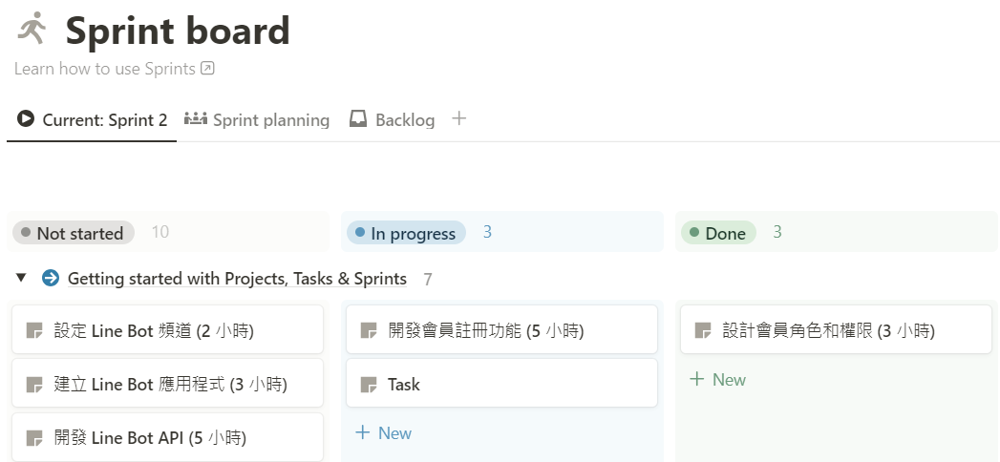 Sprint board
Learn how to use Sprints
Current: Sprint 2 Sprint planning Backlog
Not started 10 In progress 3 Done 3
Getting started with Projects, Tasks & Sprints 7
設定 Line Bot 頻道 (2 小時) 開發會員註冊功能 (5 小時) 設計會員角色和權限 (3 小時)
建立 Line Bot 應用程式 (3 小時) Task + New
開發 Line Bot API (5 小時) + New